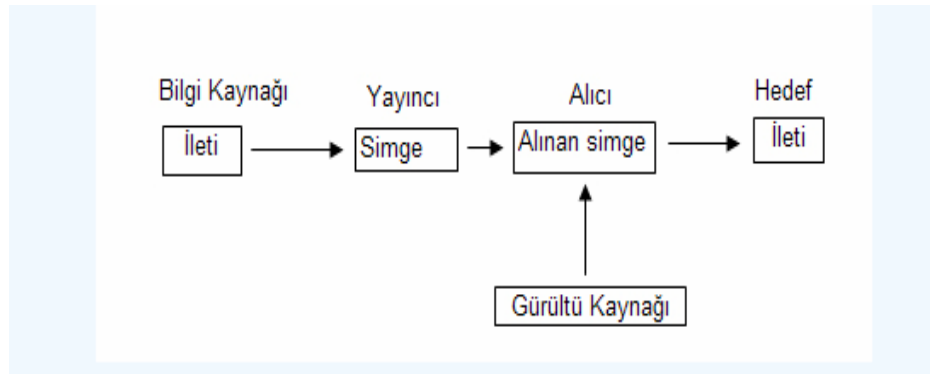 Bilgi Kaynağı
Yayıncı
Alıcı
Hedef
İleti
Simge
Alınan simge
İleti
Gürültü Kaynağı